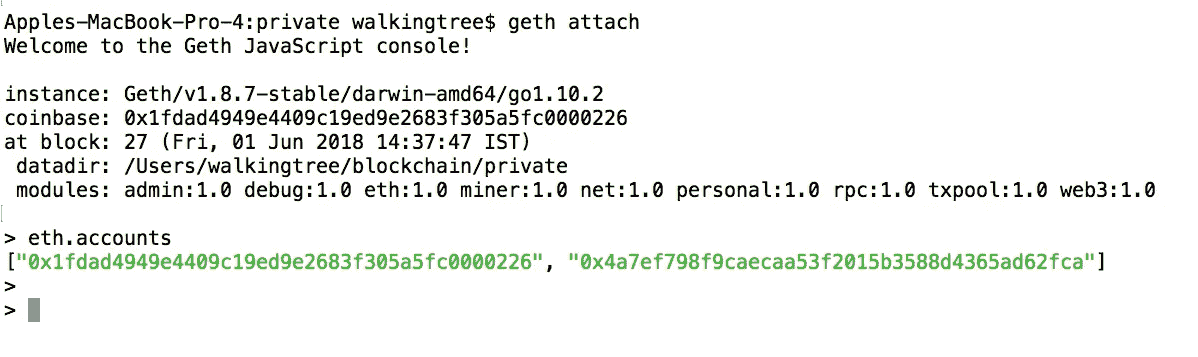 Apples-MacBook-Pro-4:private walkingtree$ geth attach
Welcome to the Geth JavaScript console!
instance: Geth/v1.8.7-stable/darwin-amd64/go1.10.2
coinbase: 0x1fdad4949e4409c19ed9e2683f305a5fc0000226
at block: 27 (Fri, 01 Jun 2018 14:37:47 IST)
 datadir: /Users/walkingtree/blockchain/private
 modules: admin:1.0 debug:1.0 eth:1.0 miner:1.0 net:1.0 personal:1.0 rpc:1.0 txpool:1.0 web3:1.0
> eth.accounts
["0x1fdad4949e4409c19ed9e2683f305a5fc0000226", "0x4a7ef798f9caecaa53f2015b3588d4365ad62fca"]
>
>